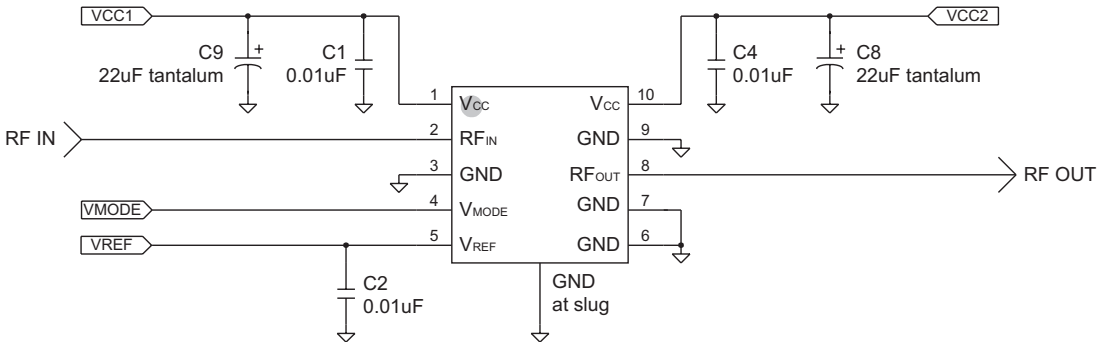 VCC1
VCC2
C9
+
22uF tantalum
C1
0.01uF
C4
0.01uF
+
C8
22uF tantalum
1
VCC
VCC
10
RF IN
2
RFIN
GND
9
3
GND
RFOUT
8
RF OUT
VMODE
4
VMODE
GND
7
VREF
5
VREF
GND
6
C2
0.01uF
GND
at slug